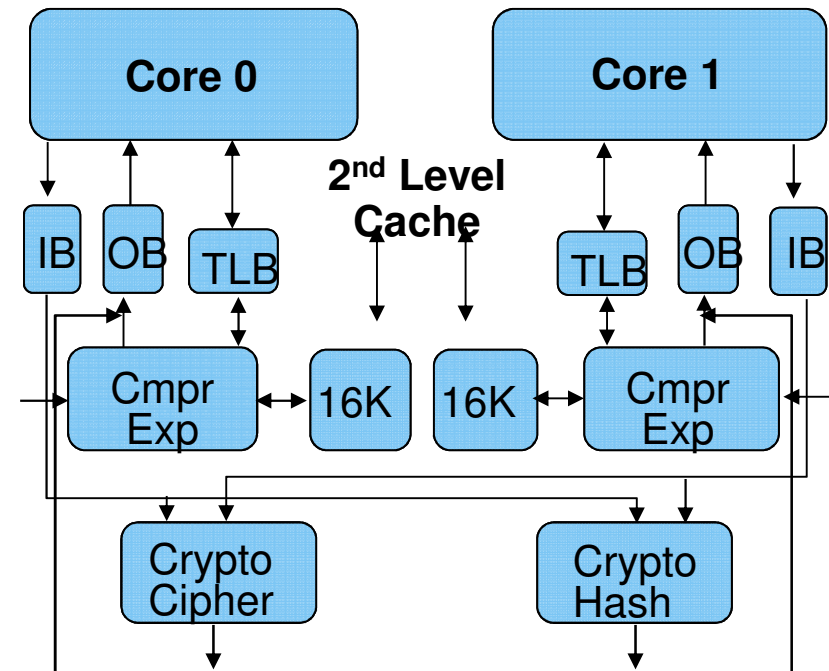 Core 0
Core 1
2nd Level
Cache
IB
OB
TLB
TLB
OB
IB
Cmpr
Exp
16K
16K
Cmpr
Exp
Crypto
Cipher
Crypto
Hash